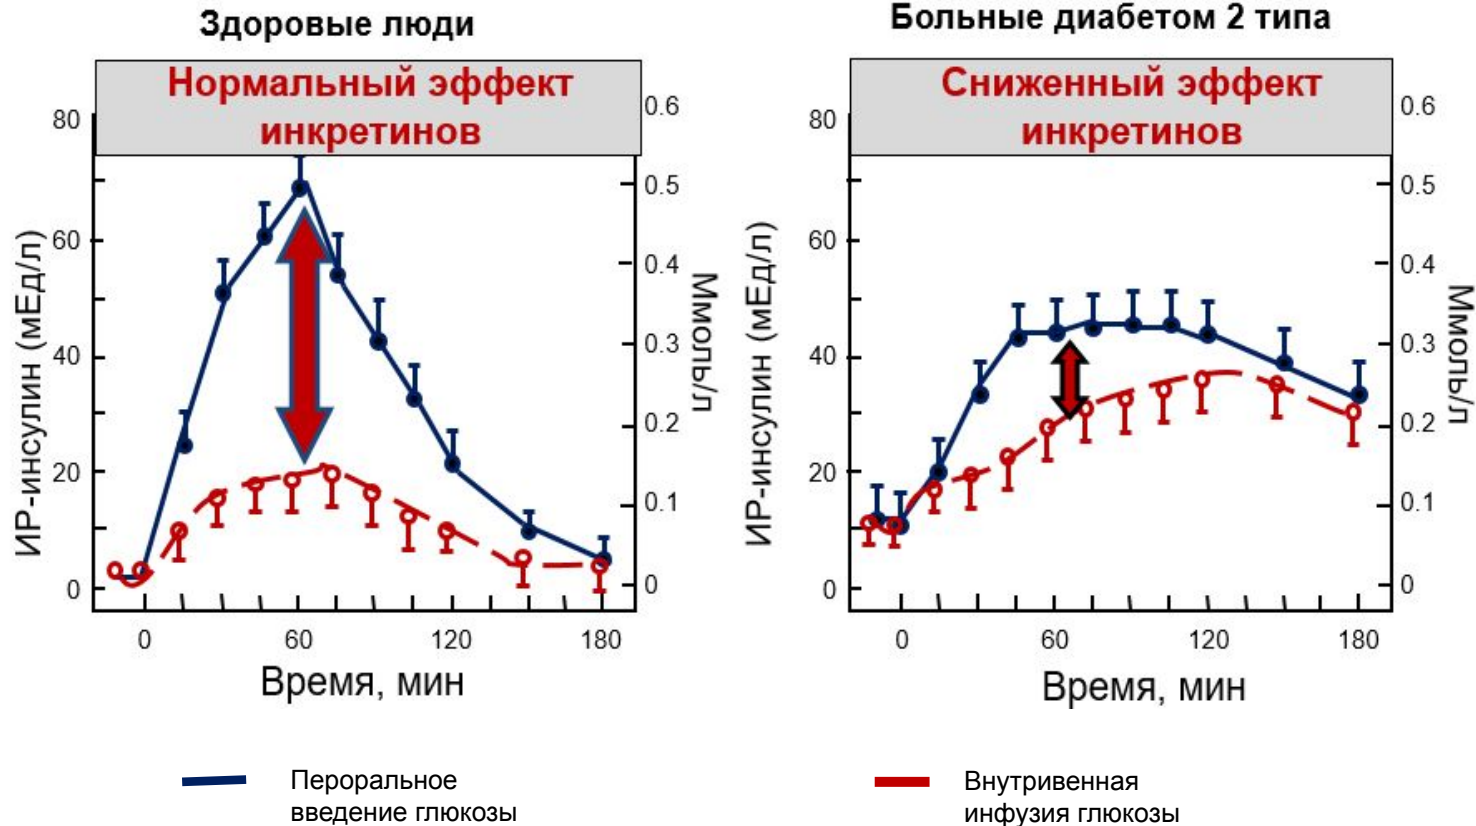 Здоровые люди
Нормальный эффект
инкретинов
ИР-инсулин (мЕд/л)
80
60
40
20
0
0.6
0.5
0.4
0.3
0.2
0.1
0
Ммоль/л
0 60 120 180
Время, мин
Больные диабетом 2 типа
Сниженный эффект
инкретинов
ИР-инсулин (мЕд/л)
80
60
40
20
0
0.6
0.5
0.4
0.3
0.2
0.1
0
Ммоль/л
0 60 120 180
Время, мин
Пероральное
введение глюкозы
Внутривенная
инфузия глюкозы